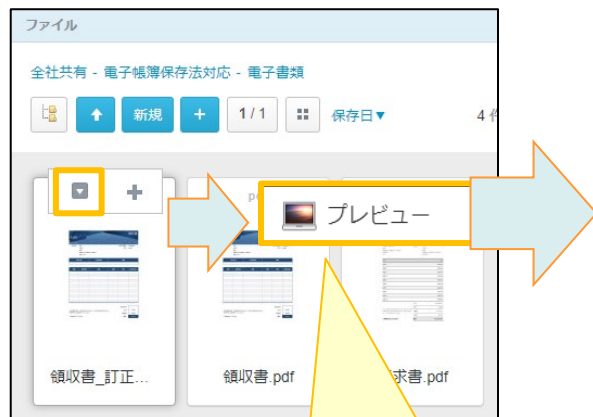 ファイル
全社共有 - 電子帳簿保存法対応 - 電子書類
新規
+
1 / 1
保存日▼
4 件
+
プレビュー
領収書_訂正...
領収書.pdf
求書.pdf